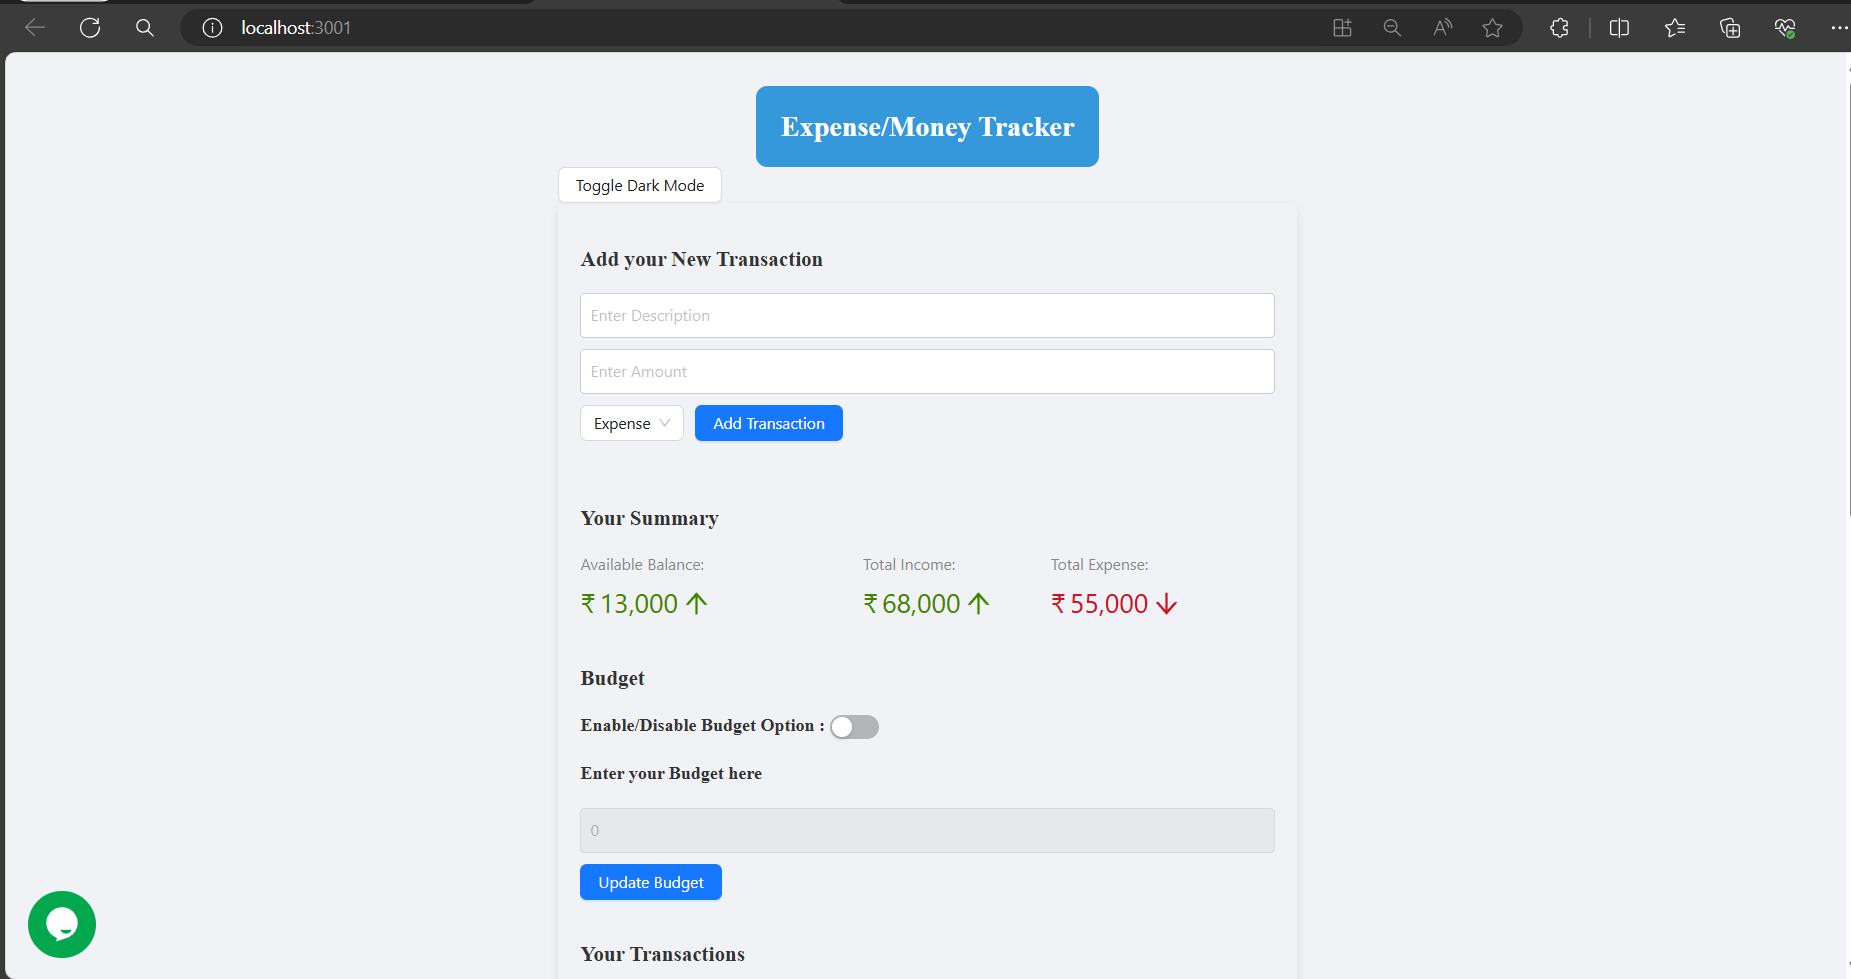 localhost:3001
Expense/Money Tracker
Toggle Dark Mode
Add your New Transaction
Enter Description
Enter Amount
Expense Add Transaction
Your Summary
Available Balance: Total Income: Total Expense:
₹ 13,000 ₹ 68,000 ₹ 55,000
Budget
Enable/Disable Budget Option :
Enter your Budget here
0
Update Budget
Your Transactions